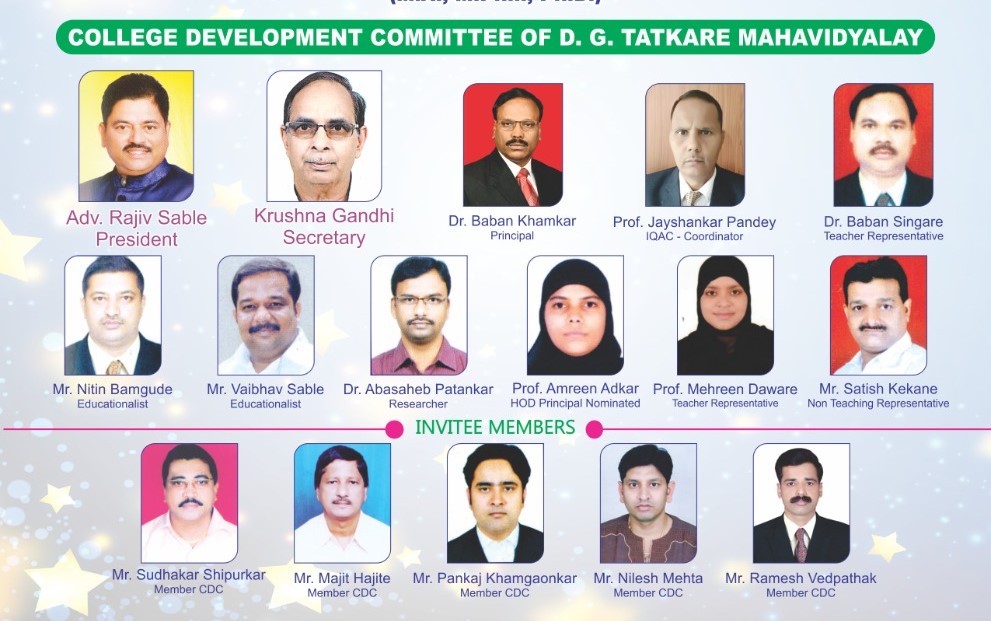 COLLEGE DEVELOPMENT COMMITTEE OF D. G. TATKARE MAHAVIDYALAY
Adv. Rajiv Sable
President
Krushna Gandhi
Secretary
Dr. Baban Khamkar
Principal
Prof. Jayshankar Pandey
IQAC - Coordinator
Dr. Baban Singare
Teacher Representative
Mr. Nitin Bamgude
Educationalist
Mr. Vaibhav Sable
Educationalist
Dr. Abasaheb Patankar
Researcher
Prof. Amreen Adkar
HOD Principal Nominated
Prof. Mehreen Daware
Teacher Representative
Mr. Satish Kekane
Non Teaching Representative
INVITEE MEMBERS
Mr. Sudhakar Shipurkar
Member CDC
Mr. Majit Hajite
Member CDC
Mr. Pankaj Khamgaonkar
Member CDC
Mr. Nilesh Mehta
Member CDC
Mr. Ramesh Vedpathak
Member CDC